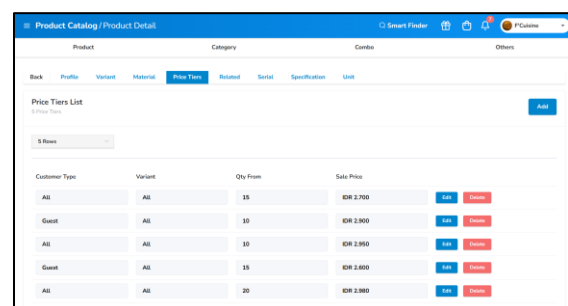 Product Catalog / Product Detail
Smart Finder
F'Cuisine
Product Category Combo Others
Back Profile Variant Material Price Tiers Related Serial Specification Unit
Price Tiers List
Add
5 Price Tiers
5 Rows
Customer Type Variant Qty From Sale Price
All All 15 IDR 2.700 Edit Delete
Guest All 10 IDR 2.900 Edit Delete
All All 10 IDR 2.950 Edit Delete
Guest All 15 IDR 2.600 Edit Delete
All All 20 IDR 2.980 Edit Delete